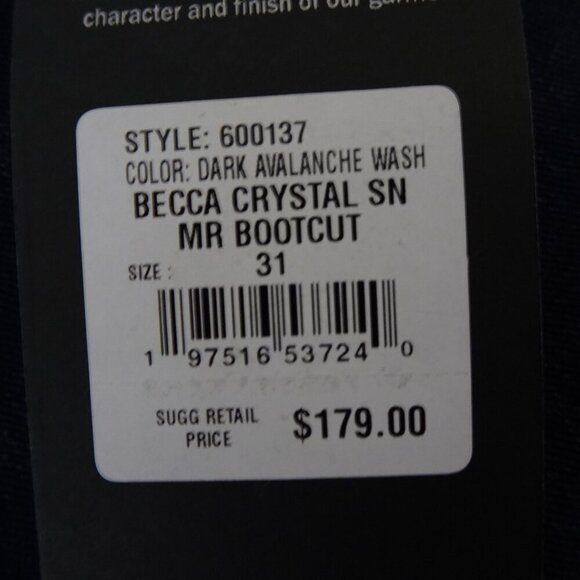 character and finish of our
STYLE: 600137
COLOR: DARK AVALANCHE WASH
BECCA CRYSTAL SN
MR BOOTCUT
SIZE : 31
1 97516 53724 0
SUGG RETAIL PRICE $179.00